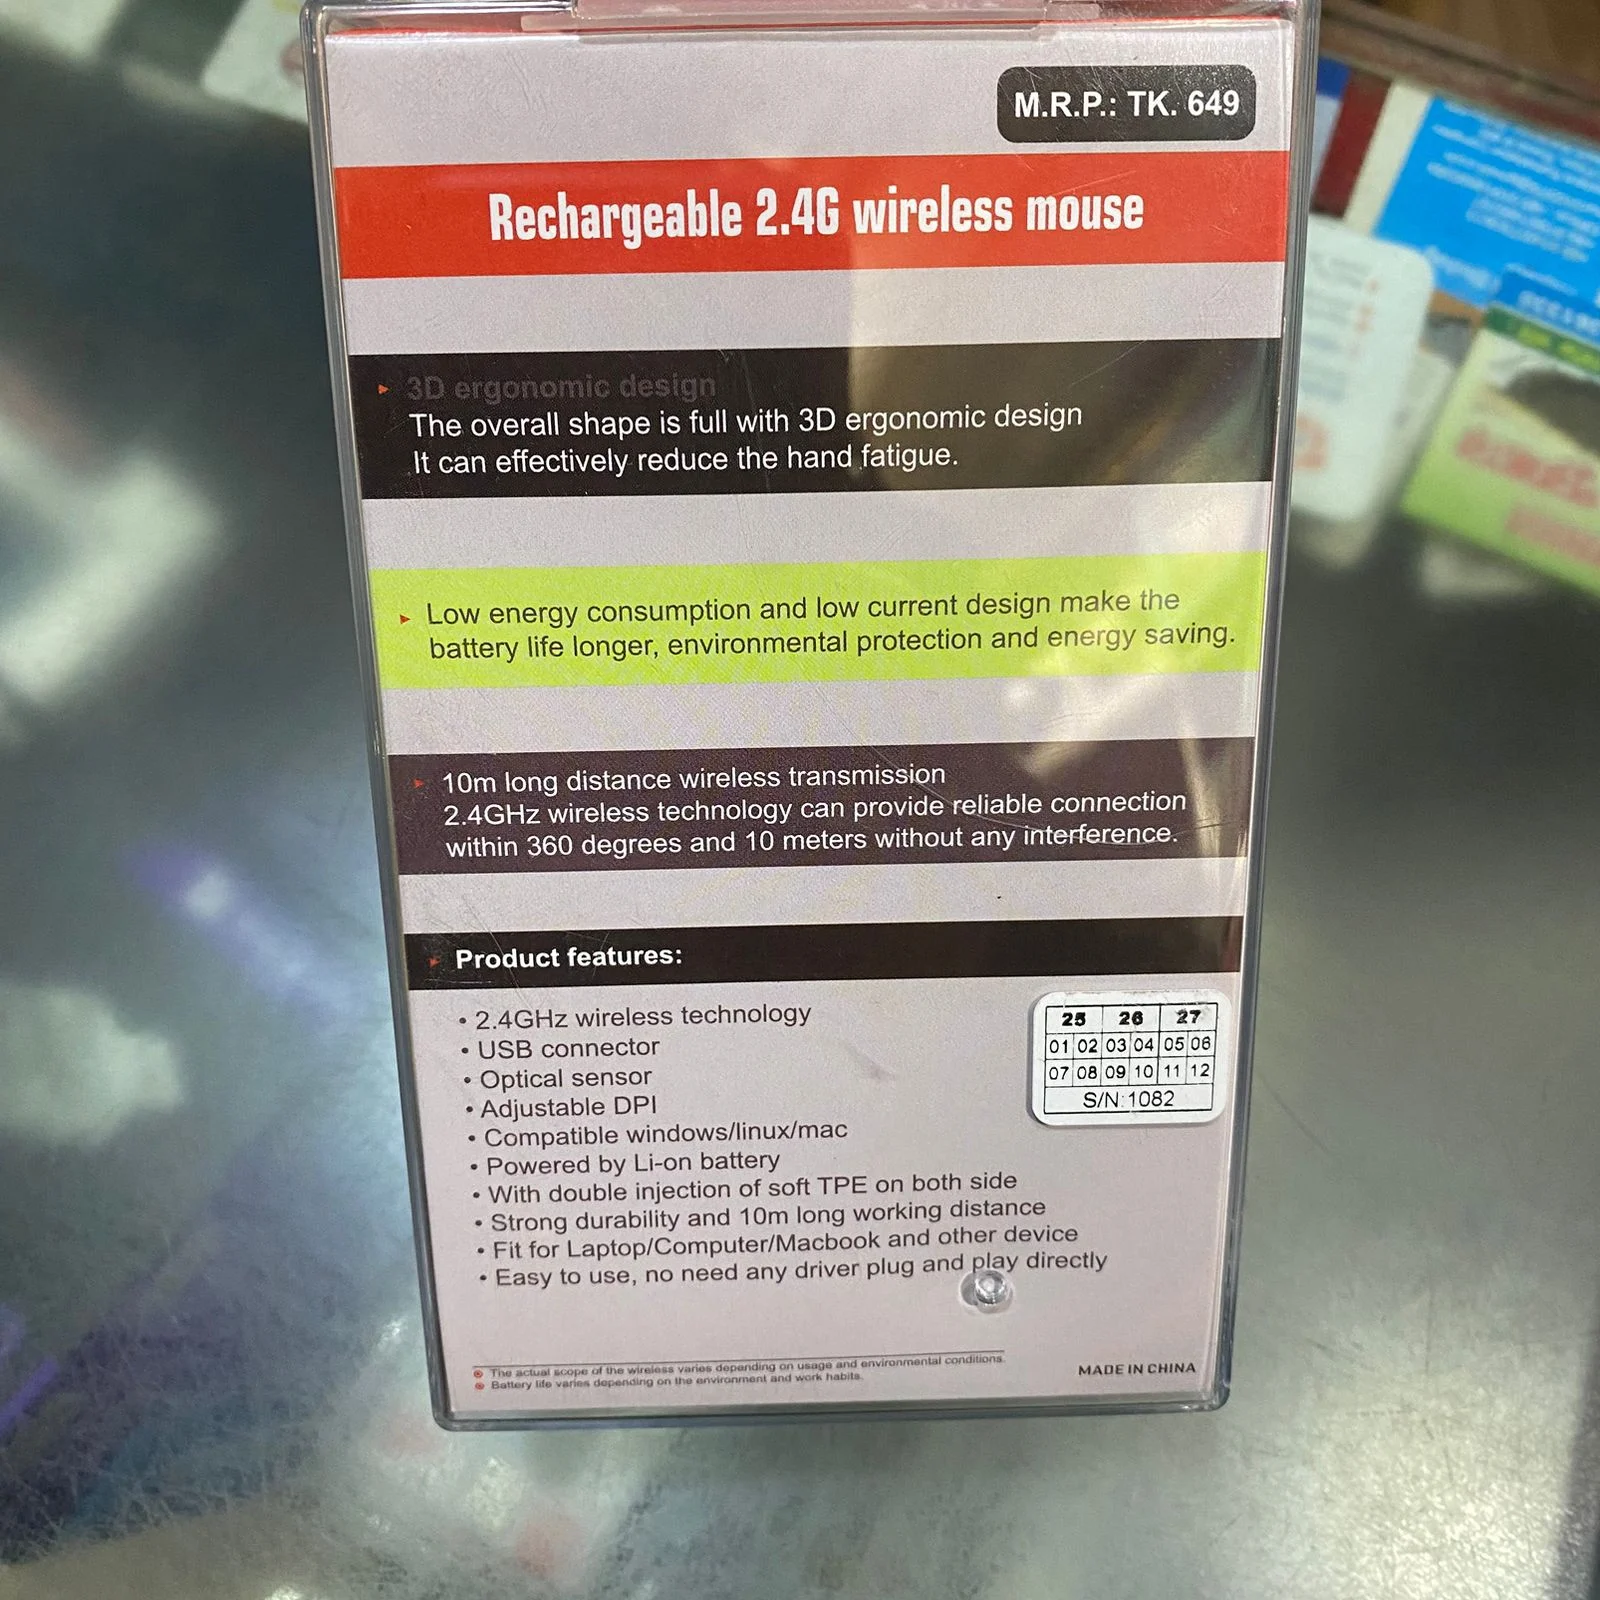 M.R.P.: TK. 649
Rechargeable 2.4G wireless mouse
3D ergonomic design
The overall shape is full with 3D ergonomic design
It can effectively reduce the hand fatigue.
Low energy consumption and low current design make the
battery life longer, environmental protection and energy saving.
10m long distance wireless transmission
2.4GHz wireless technology can provide reliable connection
within 360 degrees and 10 meters without any interference.
Product features:
• 2.4GHz wireless technology
• USB connector
• Optical sensor
• Adjustable DPI
• Compatible windows/linux/mac
• Powered by Li-on battery
• With double injection of soft TPE on both side
• Strong durability and 10m long working distance
• Fit for Laptop/Computer/Macbook and other device
• Easy to use, no need any driver plug and play directly
25 26 27
01 02 03 04 05 06
07 08 09 10 11 12
S/N:1082
The actual scope of the wireless varies depending on usage and environmental conditions.
Battery life varies depending on the environment and work habits.
MADE IN CHINA